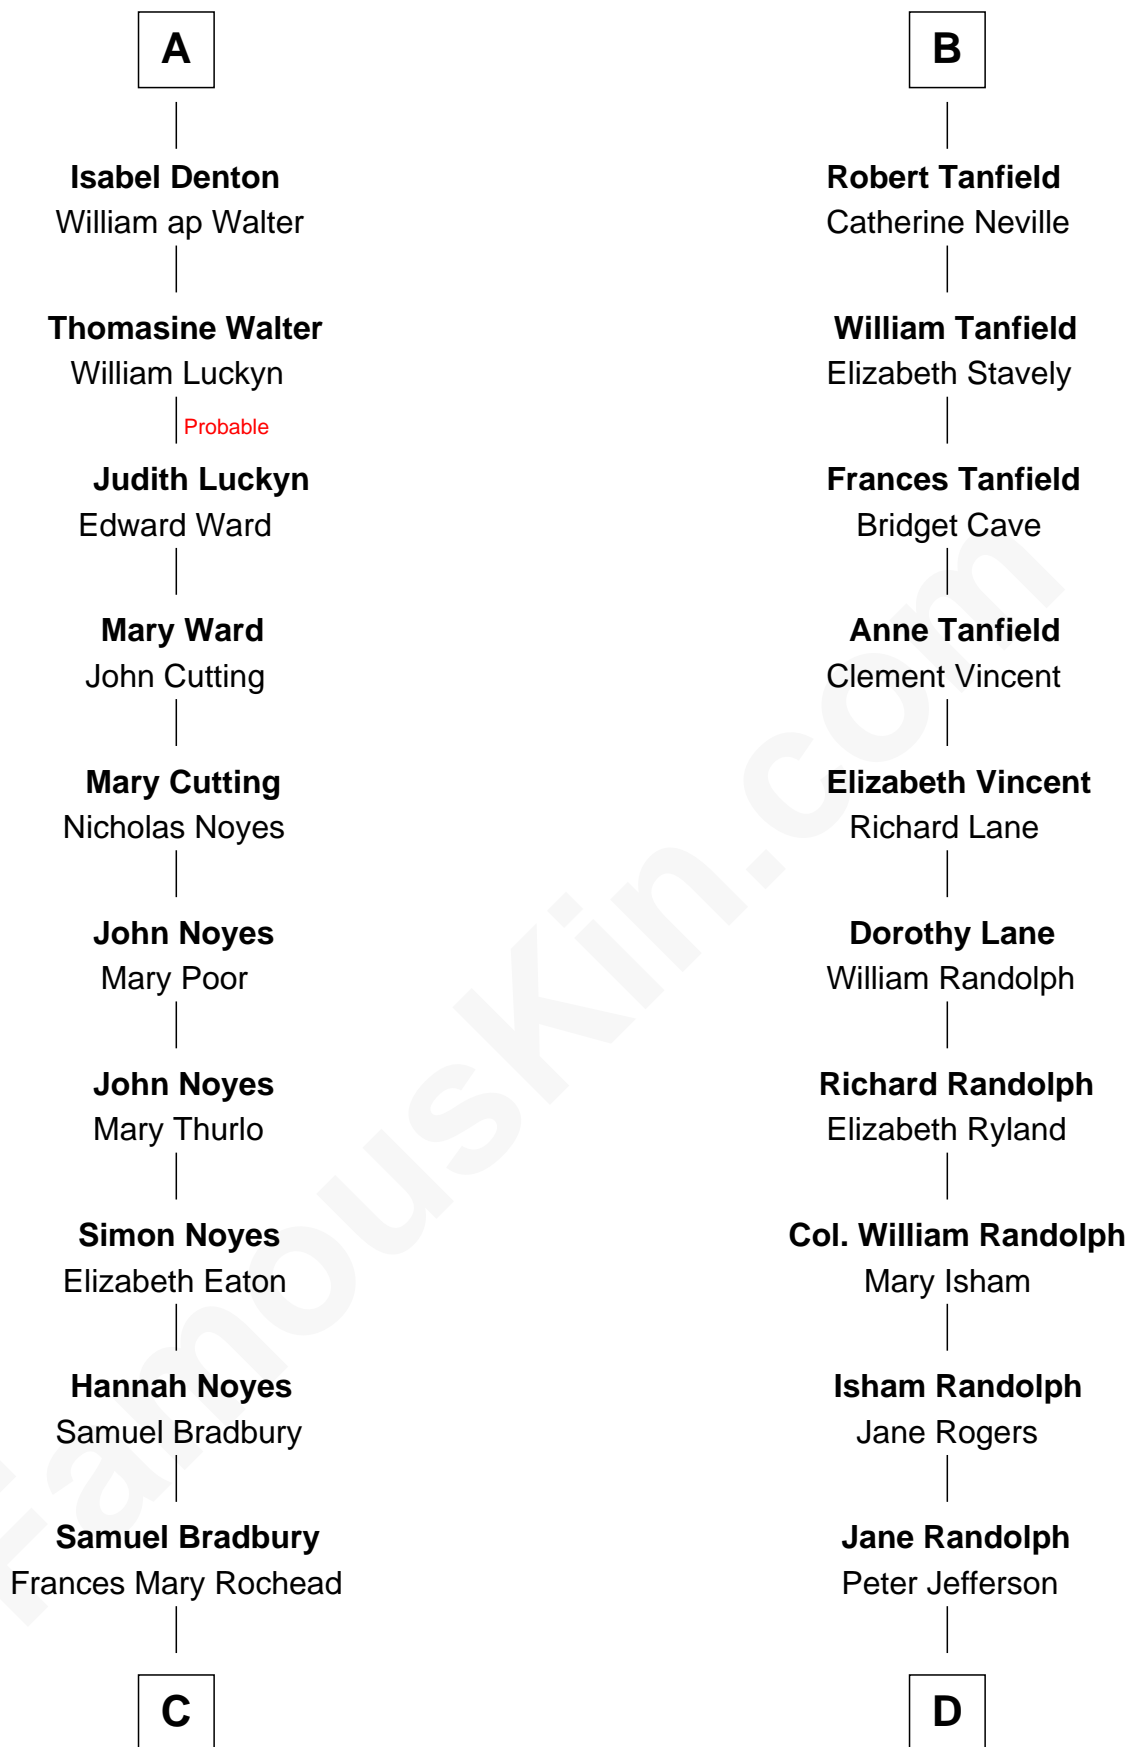 A
B
Isabel Denton
William ap Walter
Robert Tanfield
Catherine Neville
Thomasine Walter
William Luckyn
William Tanfield
Elizabeth Stavely
Probable
Judith Luckyn
Edward Ward
Frances Tanfield
Bridget Cave
Mary Ward
John Cutting
Anne Tanfield
Clement Vincent
Mary Cutting
Nicholas Noyes
Elizabeth Vincent
Richard Lane
John Noyes
Mary Poor
Dorothy Lane
William Randolph
John Noyes
Mary Thurlo
Richard Randolph
Elizabeth Ryland
Simon Noyes
Elizabeth Eaton
Col. William Randolph
Mary Isham
Hannah Noyes
Samuel Bradbury
Isham Randolph
Jane Rogers
Samuel Bradbury
Frances Mary Rochead
Jane Randolph
Peter Jefferson
C
D
FamousKin.com